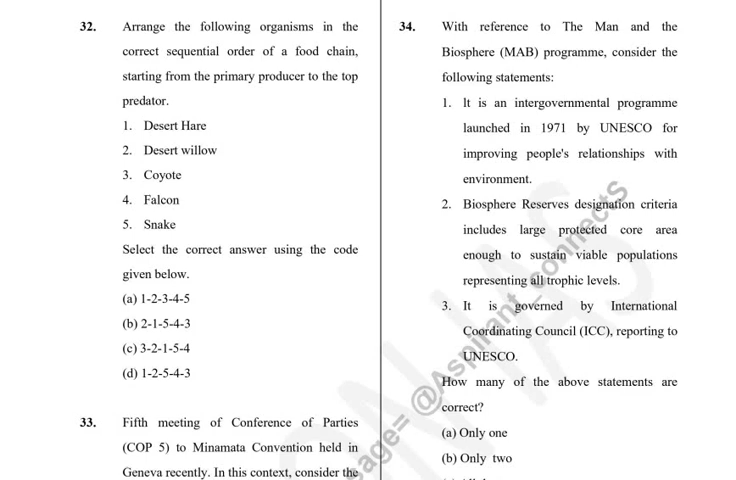 32. Arrange the following organisms in the
correct sequential order of a food chain,
starting from the primary producer to the top
predator.
1. Desert Hare
2. Desert willow
3. Coyote
4. Falcon
5. Snake
Select the correct answer using the code
given below.
(a) 1-2-3-4-5
(b) 2-1-5-4-3
(c) 3-2-1-5-4
(d) 1-2-5-4-3
33. Fifth meeting of Conference of Parties
(COP 5) to Minamata Convention held in
Geneva recently. In this context, consider the
34. With reference to The Man and the
Biosphere (MAB) programme, consider the
following statements:
1. It is an intergovernmental programme
launched in 1971 by UNESCO for
improving people's relationships with
environment.
2. Biosphere Reserves designation criteria
includes large protected core area
enough to sustain viable populations
representing all trophic levels.
3. It is governed by International
Coordinating Council (ICC), reporting to
UNESCO.
How many of the above statements are
correct?
(a) Only one
(b) Only two
@Aspirant_connects
IAS